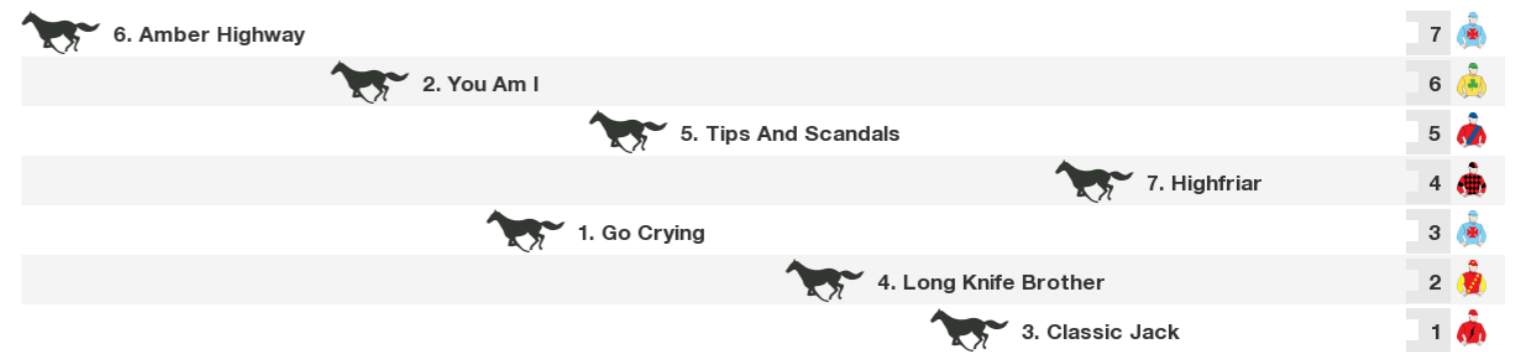 6. Amber Highway 7
2. You Am I 6
5. Tips And Scandals 5
7. Highfriar 4
1. Go Crying 3
4. Long Knife Brother 2
3. Classic Jack 1